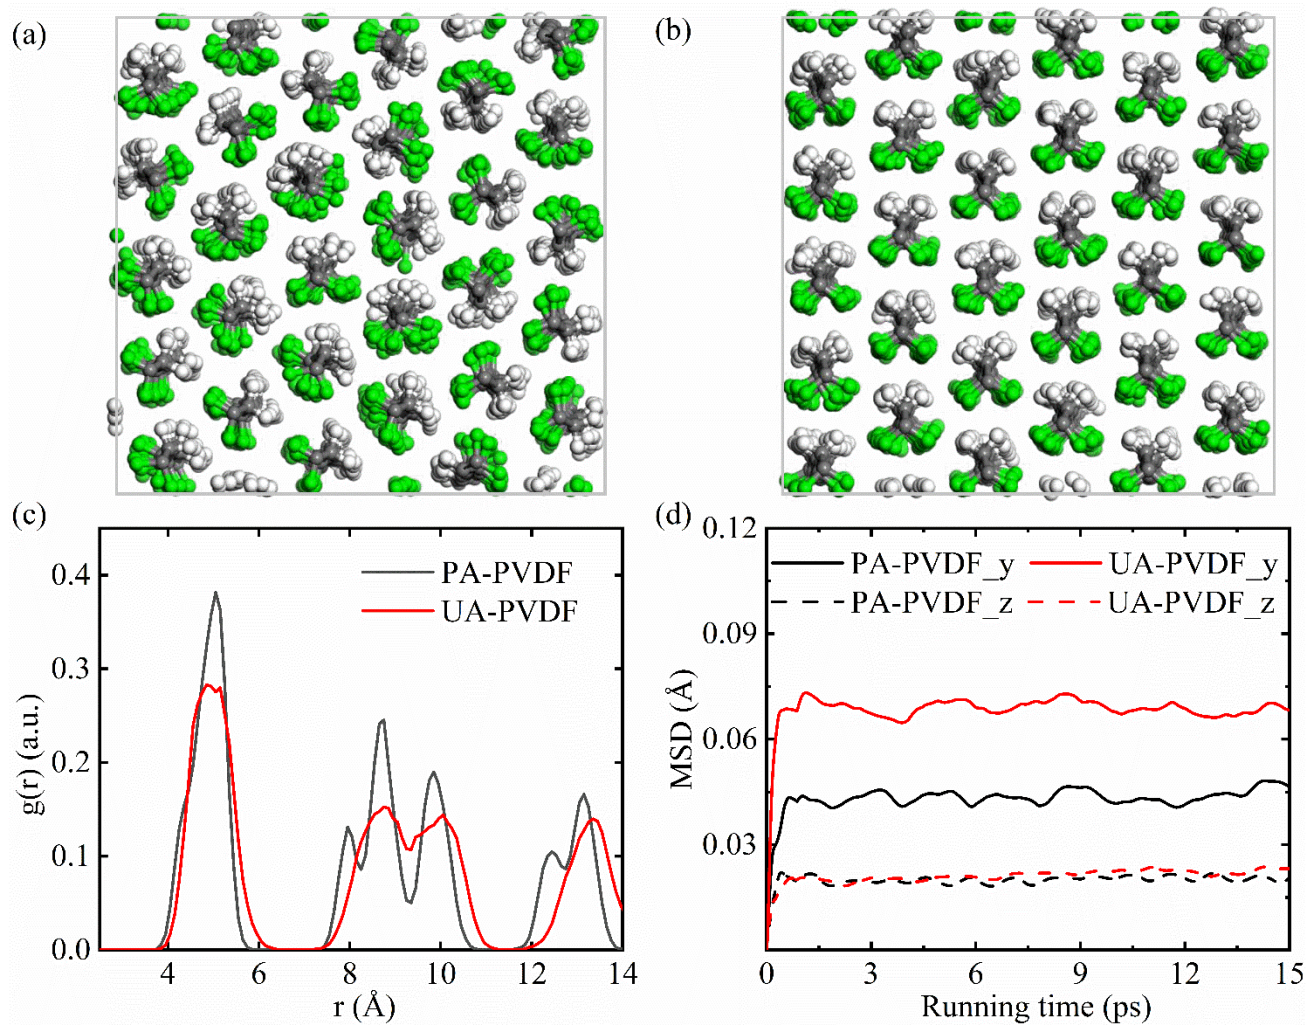 (a)
(b)
(c)
0.4
0.3
0.2
0.1
0.0
g(r) (a.u.)
PA-PVDF
UA-PVDF
4
6
8
10
12
14
r (Å)
(d)
0.12
0.09
0.06
0.03
MSD (Å)
PA-PVDF_y
UA-PVDF_y
PA-PVDF_z
UA-PVDF_z
0
3
6
9
12
15
Running time (ps)